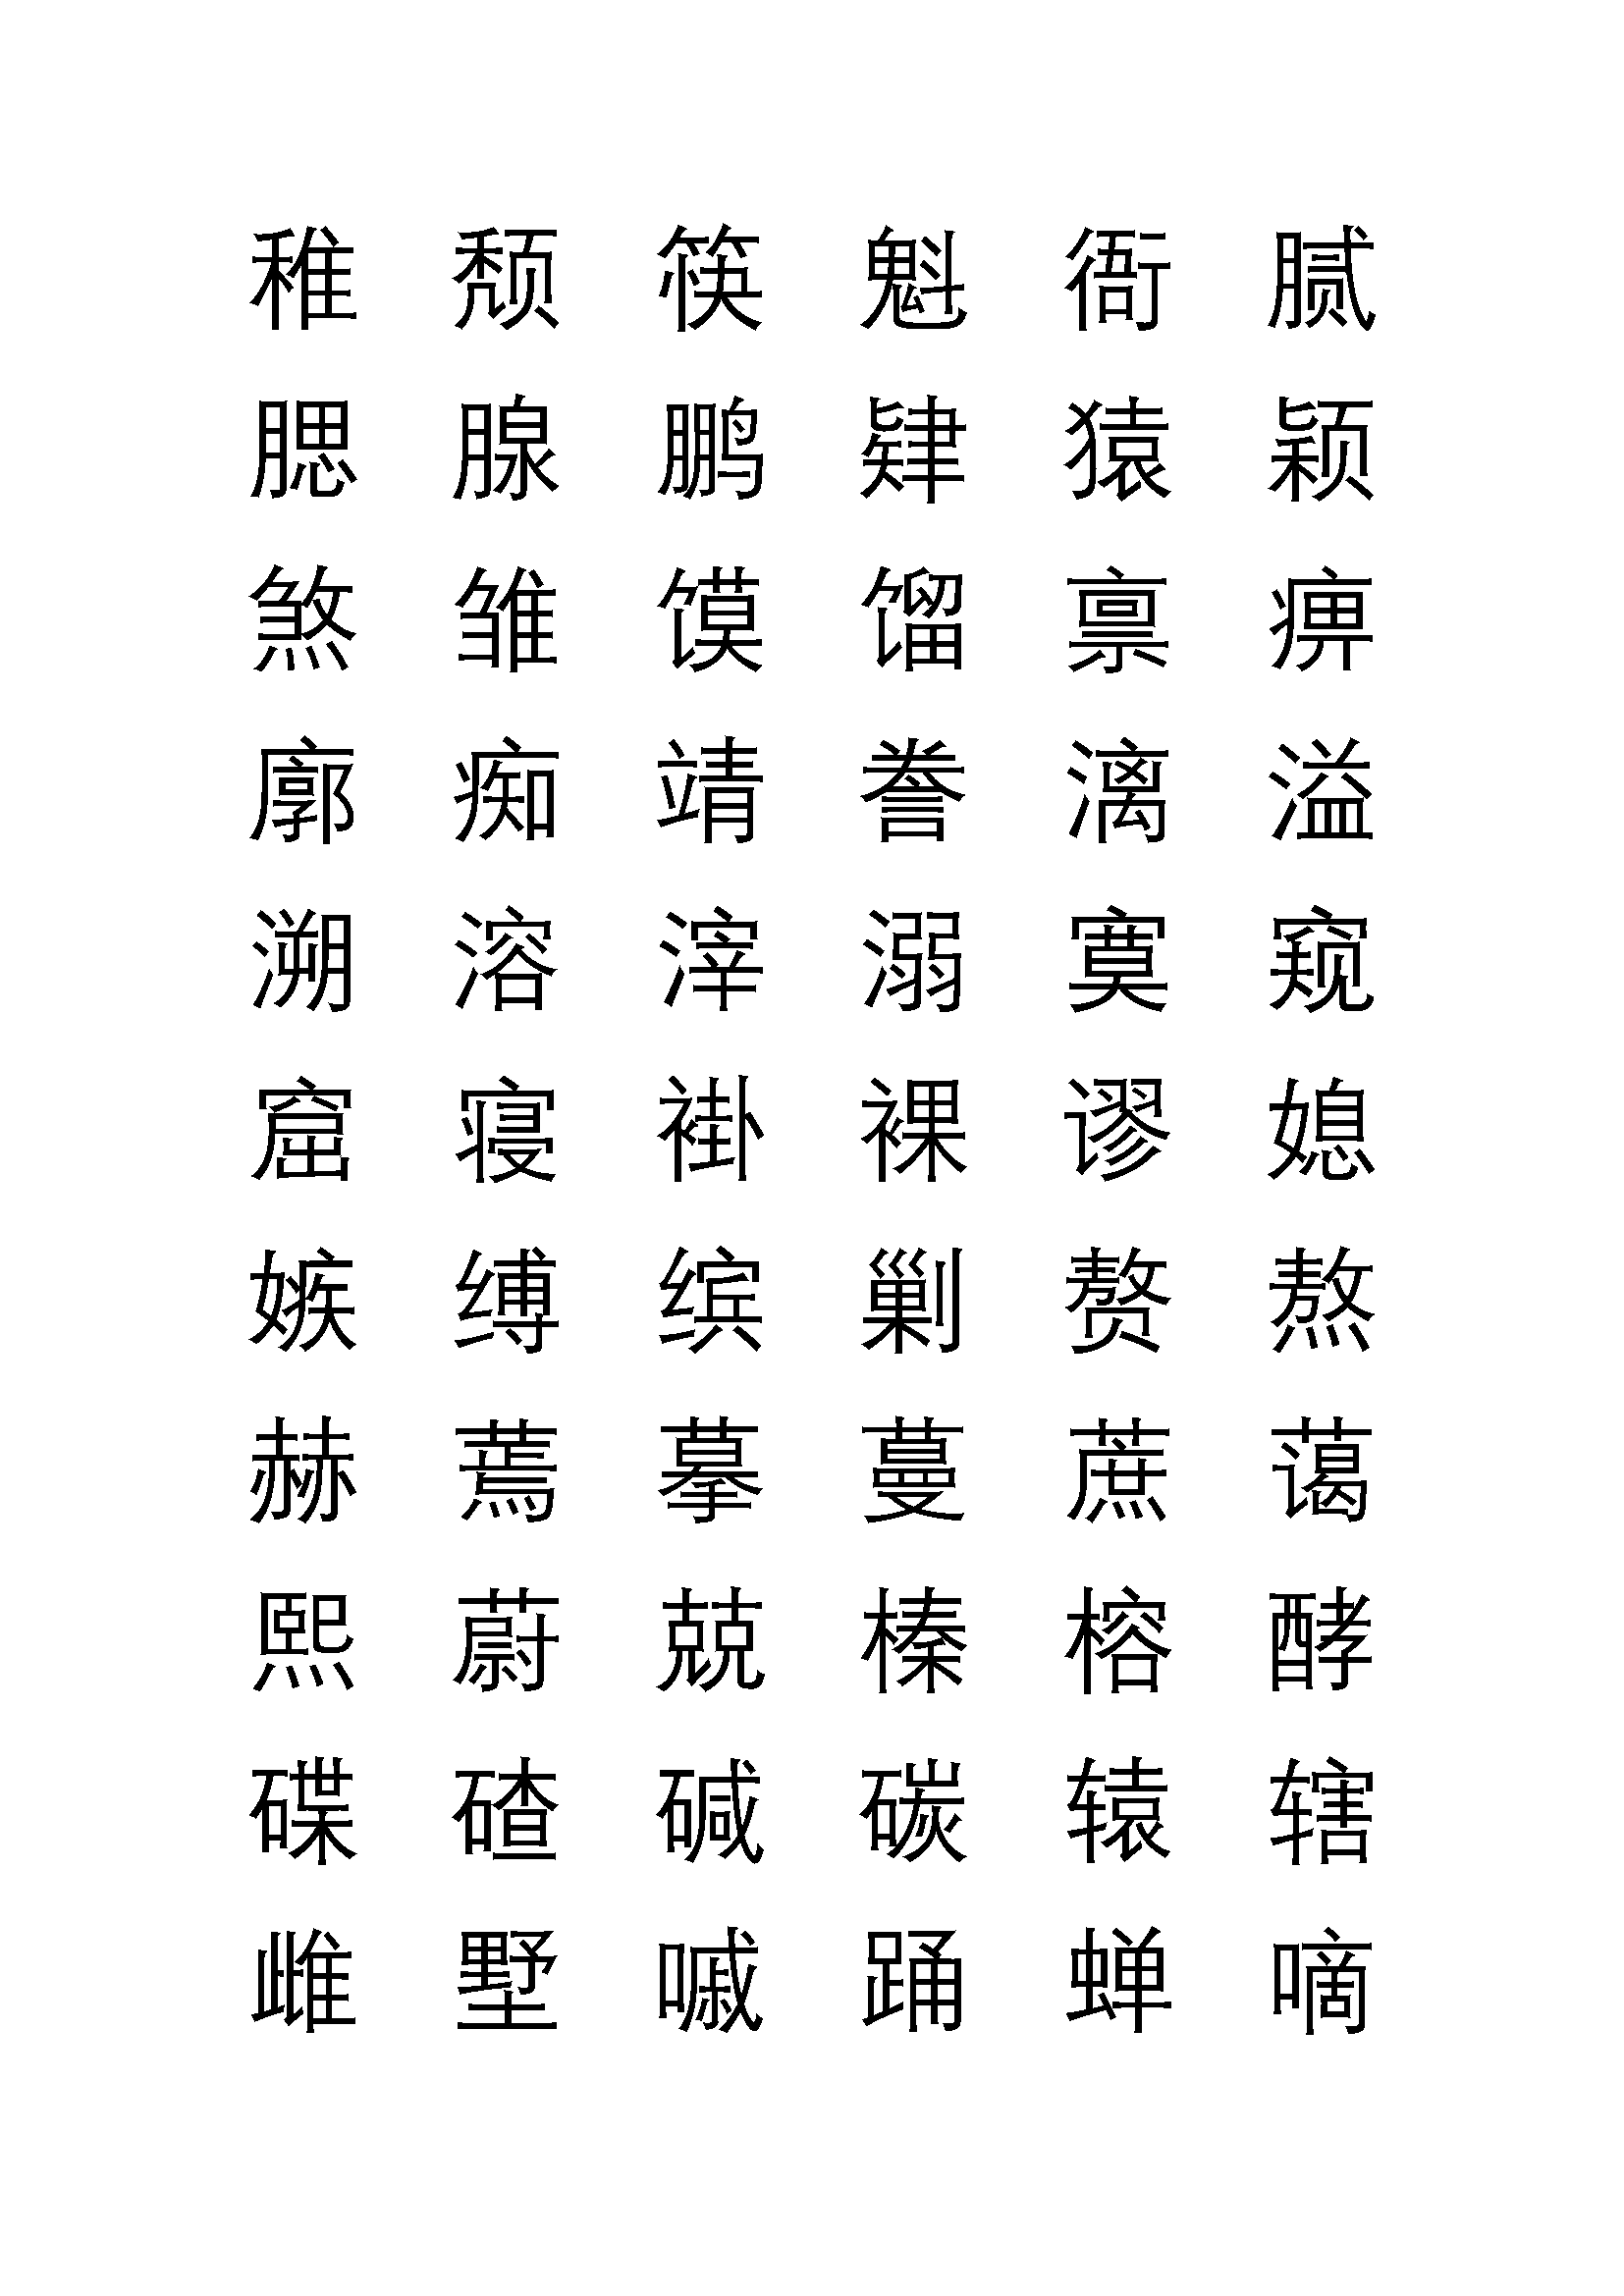 稚 颓 筷 魁 衙 腻
腮 腺 鹏 肄 猿 颖
煞 雏 馍 馏 禀 痹
廓 痴 靖 誊 漓 溢
溯 溶 滓 溺 寞 窥
窟 寝 褂 裸 谬 媳
嫉 缚 缤 剿 赘 熬
赫 蔫 摹 蔓 蔗 蔼
熙 蔚 兢 榛 榕 酵
碟 碴 碱 碳 辕 辖
雌 墅 嘁 踊 蝉 嘀